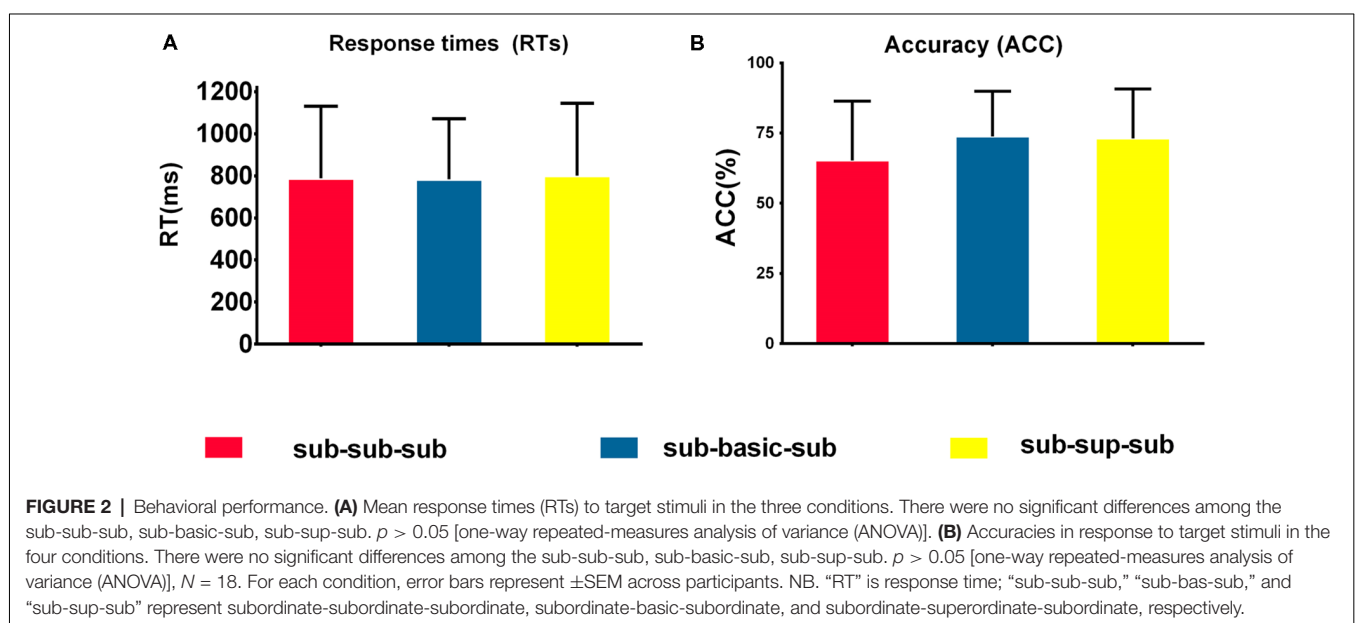 A
Response times (RTs)
1200
1000
800
600
400
200
0
RT(ms)
B
Accuracy (ACC)
100
75
50
25
0
ACC(%)
sub-sub-sub
sub-basic-sub
sub-sup-sub
FIGURE 2 | Behavioral performance. (A) Mean response times (RTs) to target stimuli in the three conditions. There were no significant differences among the
sub-sub-sub, sub-basic-sub, sub-sup-sub. p > 0.05 [one-way repeated-measures analysis of variance (ANOVA)]. (B) Accuracies in response to target stimuli in the
four conditions. There were no significant differences among the sub-sub-sub, sub-basic-sub, sub-sup-sub. p > 0.05 [one-way repeated-measures analysis of
variance (ANOVA)], N = 18. For each condition, error bars represent ±SEM across participants. NB. “RT” is response time; “sub-sub-sub,” “sub-bas-sub,” and
“sub-sup-sub” represent subordinate-subordinate-subordinate, subordinate-basic-subordinate, and subordinate-superordinate-subordinate, respectively.